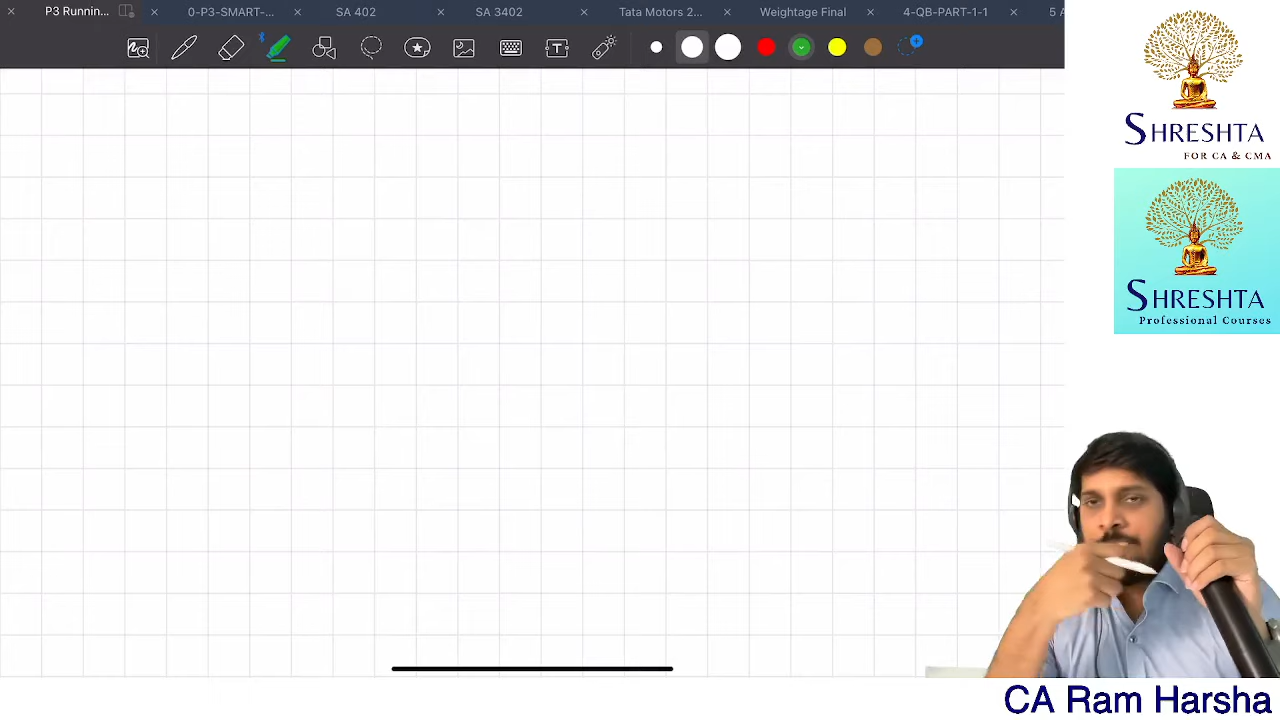 P3 Runnin...
0-P3-SMART-...
SA 402
SA 3402
Tata Motors 2...
Weightage Final
4-QB-PART-1-1
5 A
T
SHRESHTA
FOR CA & CMA
SHRESHTA
Professional Courses
CA Ram Harsha